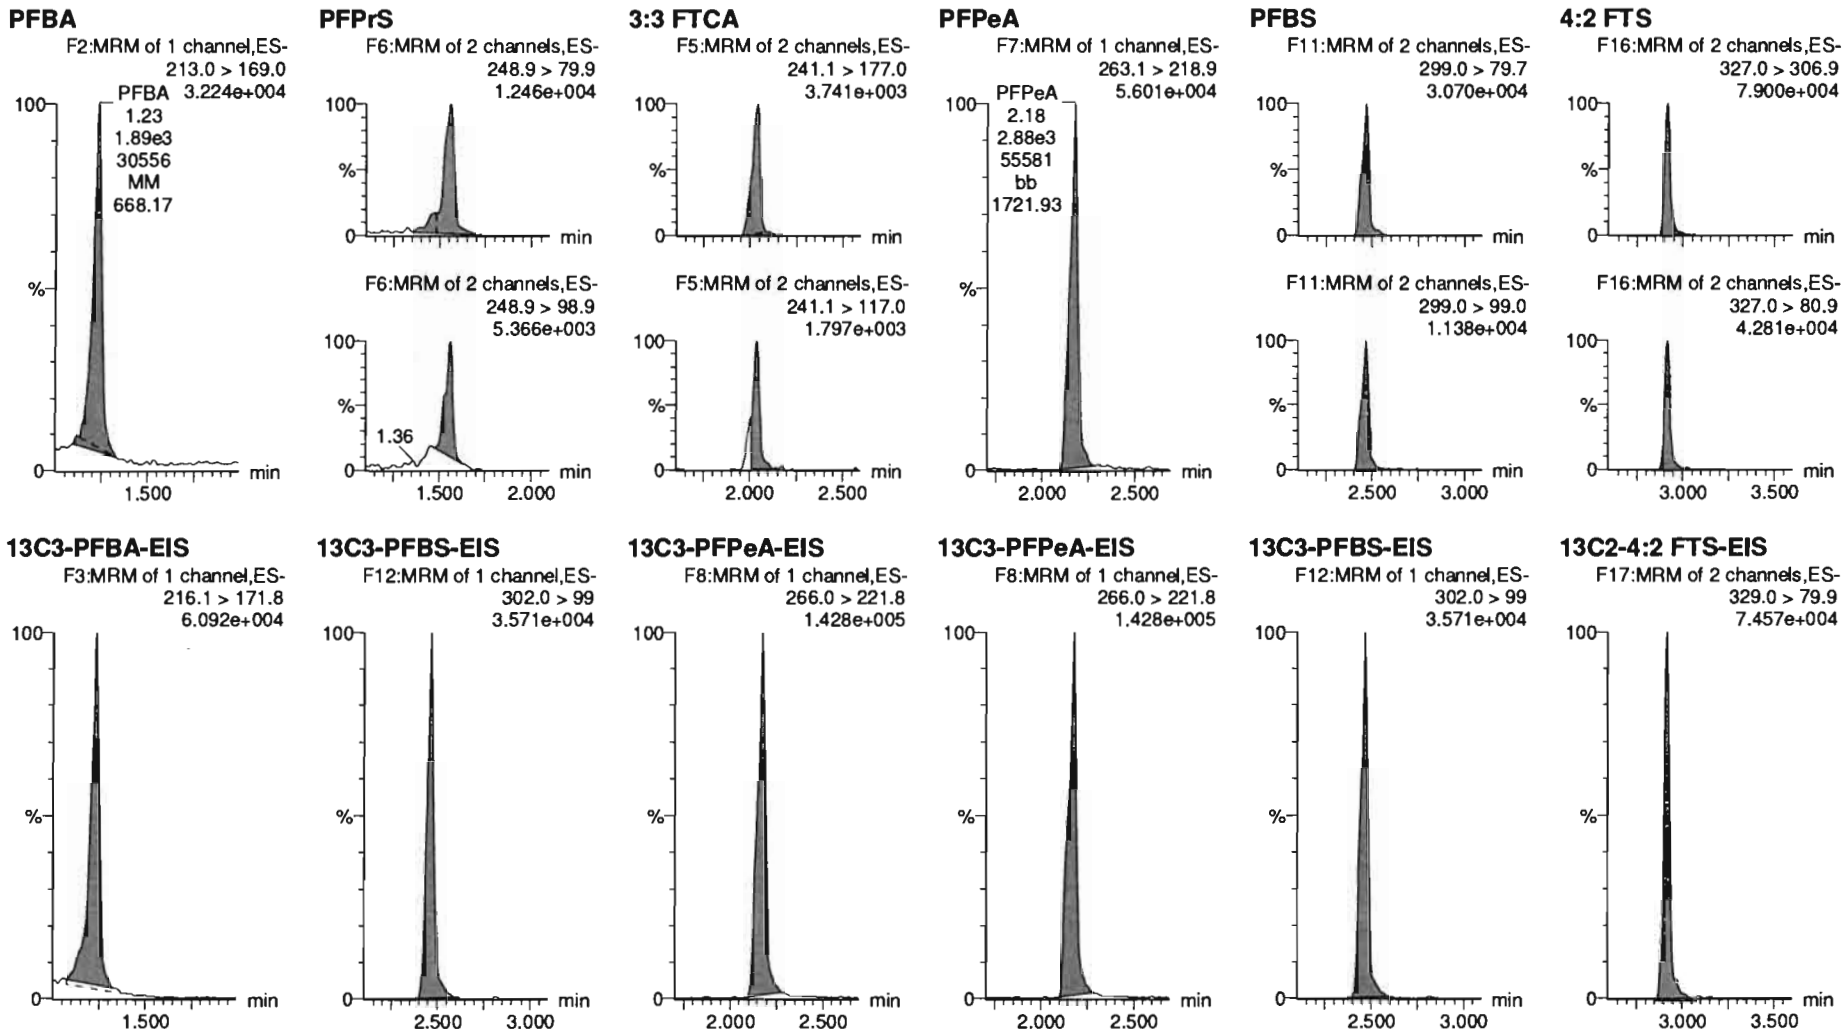 PFBA
F2:MRM of 1 channel,ES-
213.0 > 169.0
3.224e+004
PFBA
1.23
1.89e3
30556
MM
668.17
100
%
0
min
1.500
PFPrS
F6:MRM of 2 channels,ES-
248.9 > 79.9
1.246e+004
100
%
0
min
F6:MRM of 2 channels,ES-
248.9 > 98.9
5.366e+003
100
%
1.36
0
min
1.500 2.000
3:3 FTCA
F5:MRM of 2 channels,ES-
241.1 > 177.0
3.741e+003
100
%
0
min
F5:MRM of 2 channels,ES-
241.1 > 117.0
1.797e+003
100
%
0
min
2.000 2.500
PFPeA
F7:MRM of 1 channel,ES-
263.1 > 218.9
5.601e+004
PFPeA
2.18
2.88e3
55581
bb
1721.93
100
%
0
min
2.000 2.500
PFBS
F11:MRM of 2 channels,ES-
299.0 > 79.7
3.070e+004
100
%
0
min
F11:MRM of 2 channels,ES-
299.0 > 99.0
1.138e+004
100
%
0
min
2.500 3.000
4:2 FTS
F16:MRM of 2 channels,ES-
327.0 > 306.9
7.900e+004
100
%
0
min
F16:MRM of 2 channels,ES-
327.0 > 80.9
4.281e+004
100
%
0
min
3.000 3.500
13C3-PFBA-EIS
F3:MRM of 1 channel,ES-
216.1 > 171.8
6.092e+004
100
%
0
min
1.500
13C3-PFBS-EIS
F12:MRM of 1 channel,ES-
302.0 > 99
3.571e+004
100
%
0
min
2.500 3.000
13C3-PFPeA-EIS
F8:MRM of 1 channel,ES-
266.0 > 221.8
1.428e+005
100
%
0
min
2.000 2.500
13C3-PFPeA-EIS
F8:MRM of 1 channel,ES-
266.0 > 221.8
1.428e+005
100
%
0
min
2.000 2.500
13C3-PFBS-EIS
F12:MRM of 1 channel,ES-
302.0 > 99
3.571e+004
100
%
0
min
2.500 3.000
13C2-4:2 FTS-EIS
F17:MRM of 2 channels,ES-
329.0 > 79.9
7.457e+004
100
%
0
min
3.000 3.500